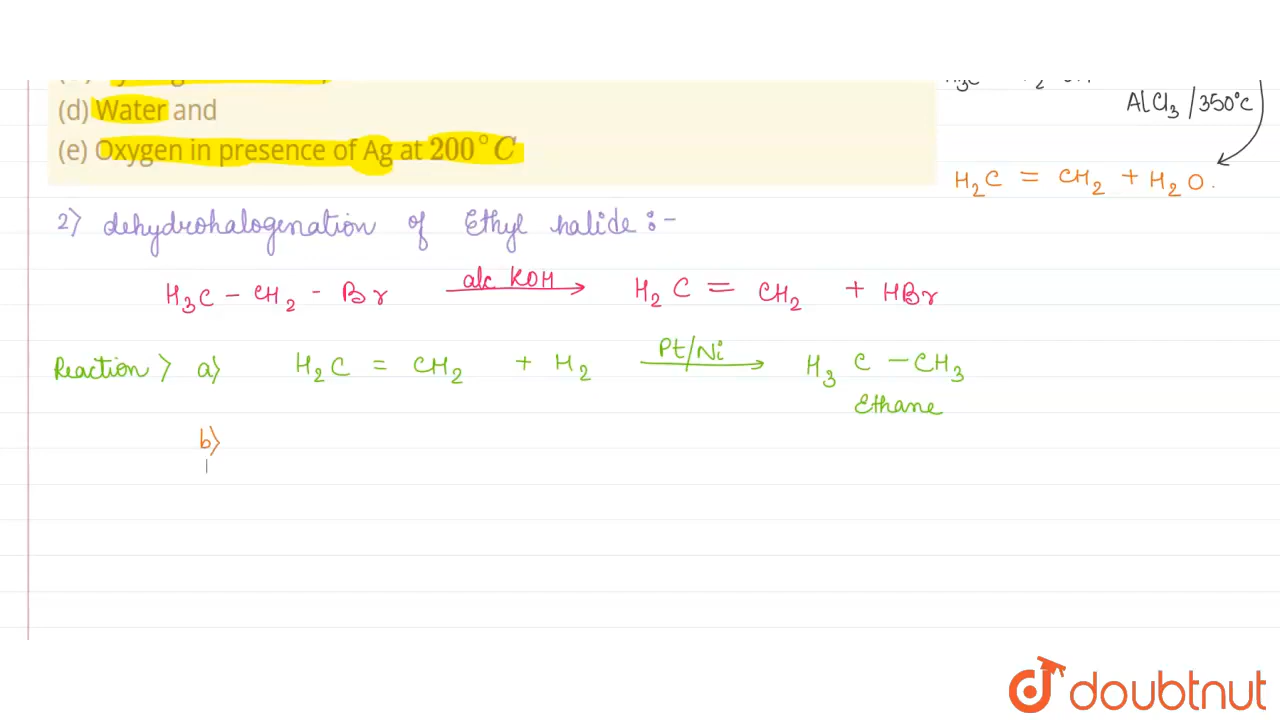 (d) Water and
(e) Oxygen in presence of Ag at 200°C
AlCl3 /350°C
H2C = CH2 + H2O.
2) dehydrohalogenation of Ethyl halide :-
H3C - CH2 - Br alc KOH → H2C = CH2 + HBr
Reaction > a) H2C = CH2 + H2 Pt/Ni → H3C - CH3
Ethane
b)
doubtnut